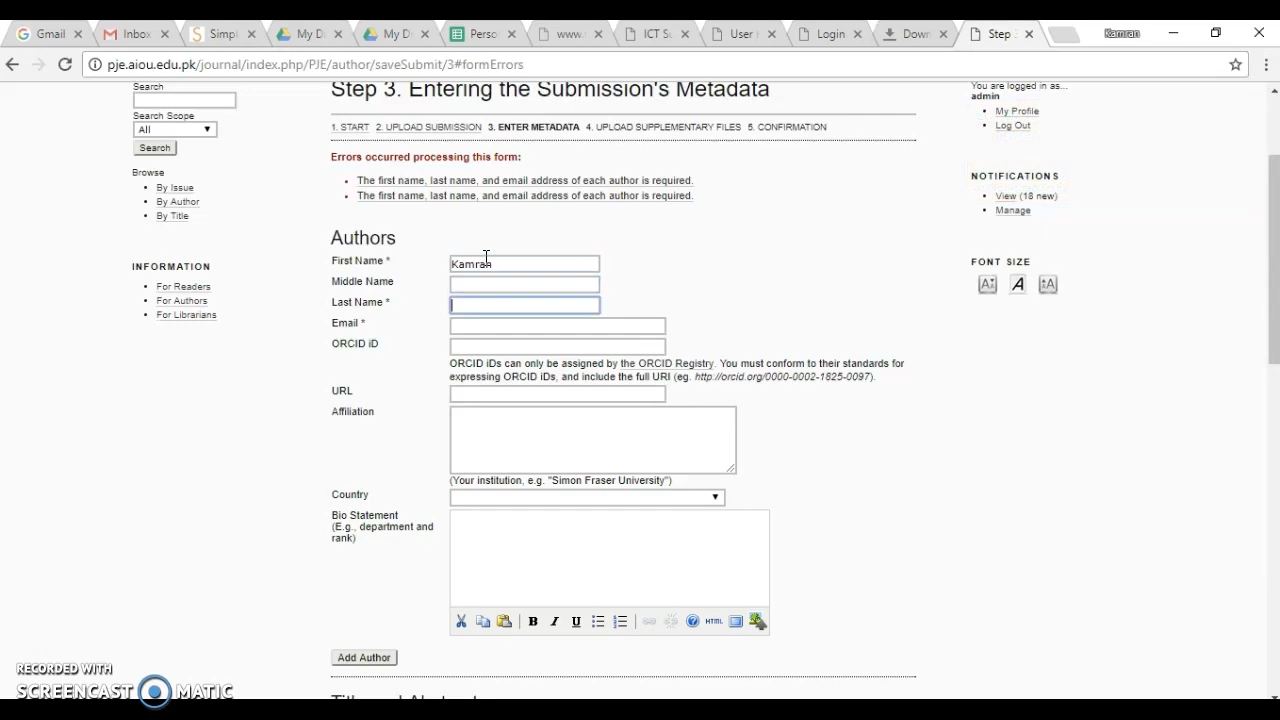 Gmail
Inbox
Simpl
My D
My D
Perso
www.
ICT S
User
Login
Down
Step
Kamran
pje.aiou.edu.pk/journal/index.php/PJE/author/saveSubmit/3#formErrors
Search
Search Scope
All
Search
Browse
By Issue
By Author
By Title
INFORMATION
For Readers
For Authors
For Librarians
Step 3. Entering the Submission's Metadata
1. START 2. UPLOAD SUBMISSION 3. ENTER METADATA 4. UPLOAD SUPPLEMENTARY FILES 5. CONFIRMATION
Errors occurred processing this form:
The first name, last name, and email address of each author is required.
The first name, last name, and email address of each author is required.
Authors
First Name * Kamran
Middle Name
Last Name *
Email *
ORCID iD
ORCID iDs can only be assigned by the ORCID Registry. You must conform to their standards for
expressing ORCID iDs, and include the full URI (eg. http://orcid.org/0000-0002-1825-0097).
URL
Affiliation
(Your institution, e.g. "Simon Fraser University")
Country
Bio Statement
(E.g., department and
rank)
B I U HTML
Add Author
You are logged in as...
admin
My Profile
Log Out
NOTIFICATIONS
View (18 new)
Manage
FONT SIZE
A A A
RECORDED WITH
SCREENCAST MATIC